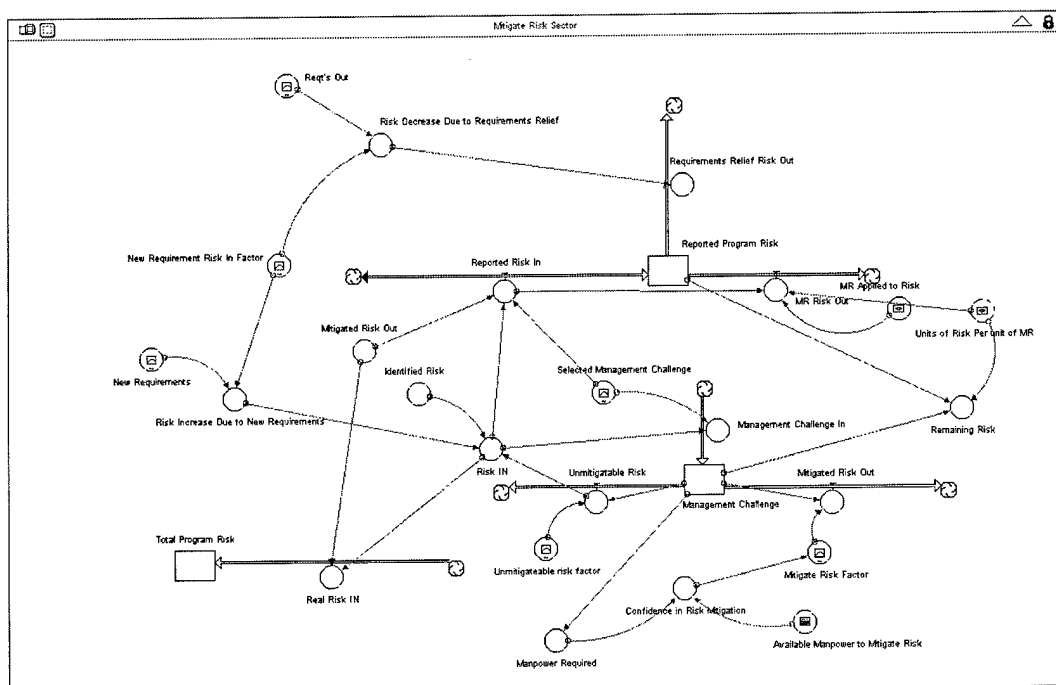 Mitigate Risk Sector
Reqt's Out
Risk Decrease Due to Requirements Relief
Requirements Relief Risk Out
Reported Program Risk
New Requirement Risk In Factor
Reported Risk In
MR Applied to Risk
MR Risk Out
Mitigated Risk Out
Units of Risk Per unit of MR
Identified Risk
Selected Management Challenge
New Requirements
Risk Increase Due to New Requirements
Management Challenge In
Remaining Risk
Risk IN
Unmitigatable Risk
Mitigated Risk Out
Management Challenge
Total Program Risk
Unmitigateable risk factor
Mitigate Risk Factor
Real Risk IN
Confidence in Risk Mitigation
Available Manpower to Mitigate Risk
Manpower Required